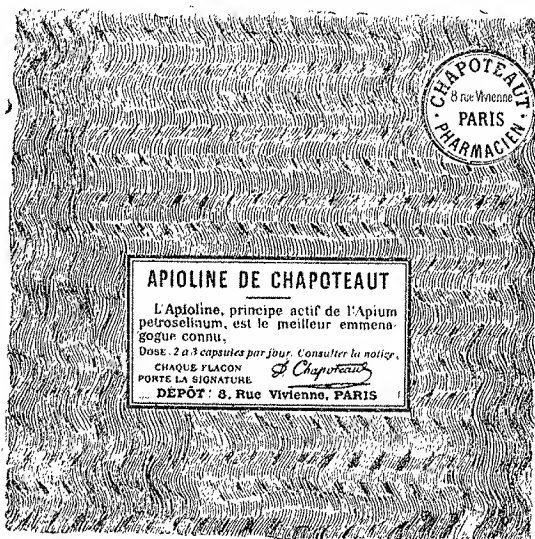 CHAPOTEAUT
8 rue Vivienne
PARIS
PHARMACIEN
APIOLINE DE CHAPOTEAUT
L'Apioline, principe actif de l'Apium
petroselinum, est le meilleur emmena-
gogue connu,
DOSE. 2 a 3 capsules par jour. Consulter la notice.
CHAQUE FLACON
PORTE LA SIGNATURE
P Chapoteaut
DÉPÔT : 8, Rue Vivienne, PARIS